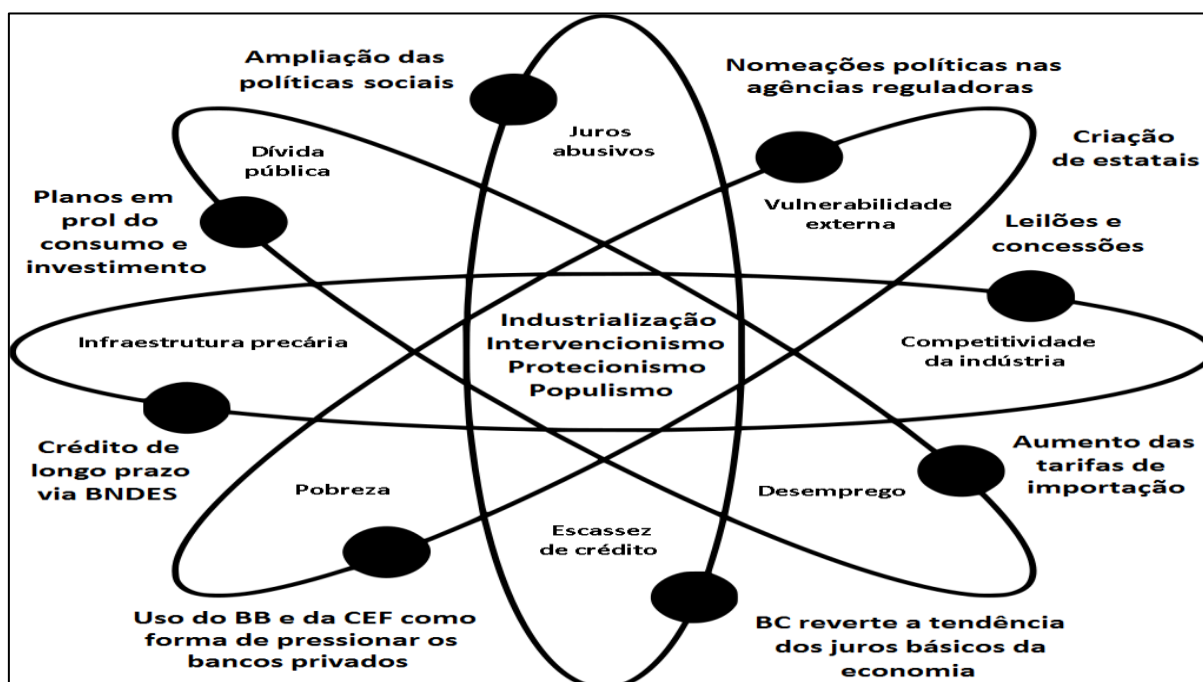 Ampliação das
políticas sociais
Nomeações políticas nas
agências reguladoras
Juros
abusivos
Criação
de estatais
Dívida
pública
Planos em
prol do
consumo e
investimento
Vulnerabilidade
externa
Leilões e
concessões
Industrialização
Intervencionismo
Protecionismo
Populismo
Infraestrutura precária
Competitividade
da indústria
Crédito de
longo prazo
via BNDES
Aumento das
tarifas de
importação
Pobreza
Desemprego
Escassez
de crédito
Uso do BB e da CEF como
forma de pressionar os
bancos privados
BC reverte a tendência
dos juros básicos da
economia